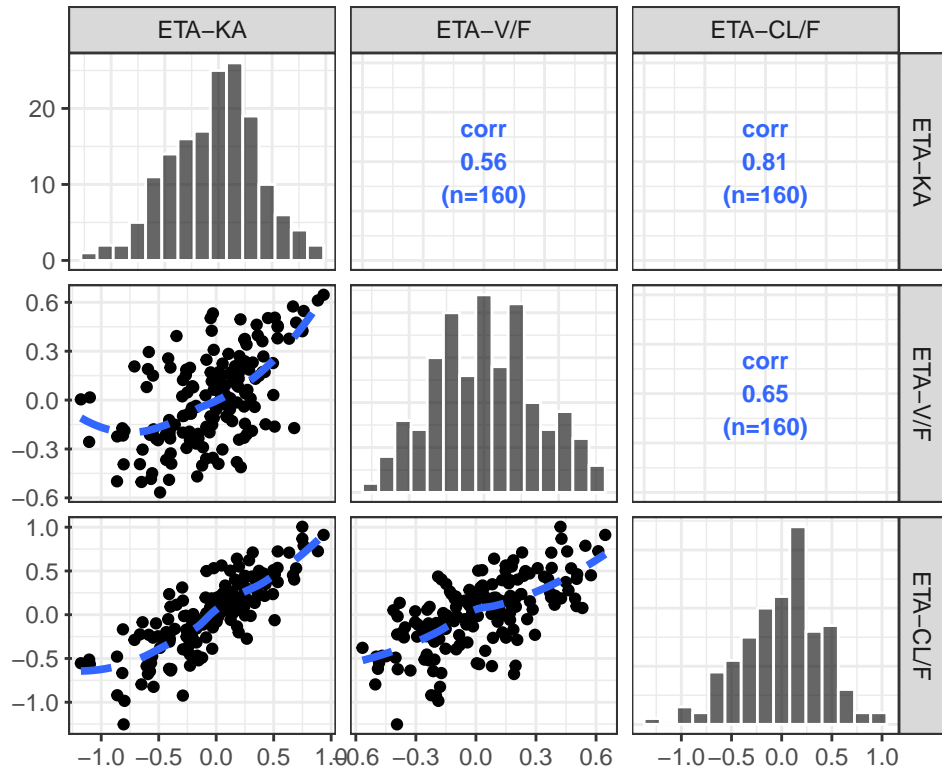 ETA−KA ETA−V/F ETA−CL/F
20
10
0
corr
0.56
(n=160)
corr
0.81
(n=160)
ETA−KA
0.6
0.3
0.0
−0.3
−0.6
corr
0.65
(n=160)
ETA−V/F
1.0
0.5
0.0
−0.5
−1.0
ETA−CL/F
−1.0 −0.5 0.0 0.5 1.0 −0.6 −0.3 0.0 0.3 0.6 −1.0 −0.5 0.0 0.5 1.0